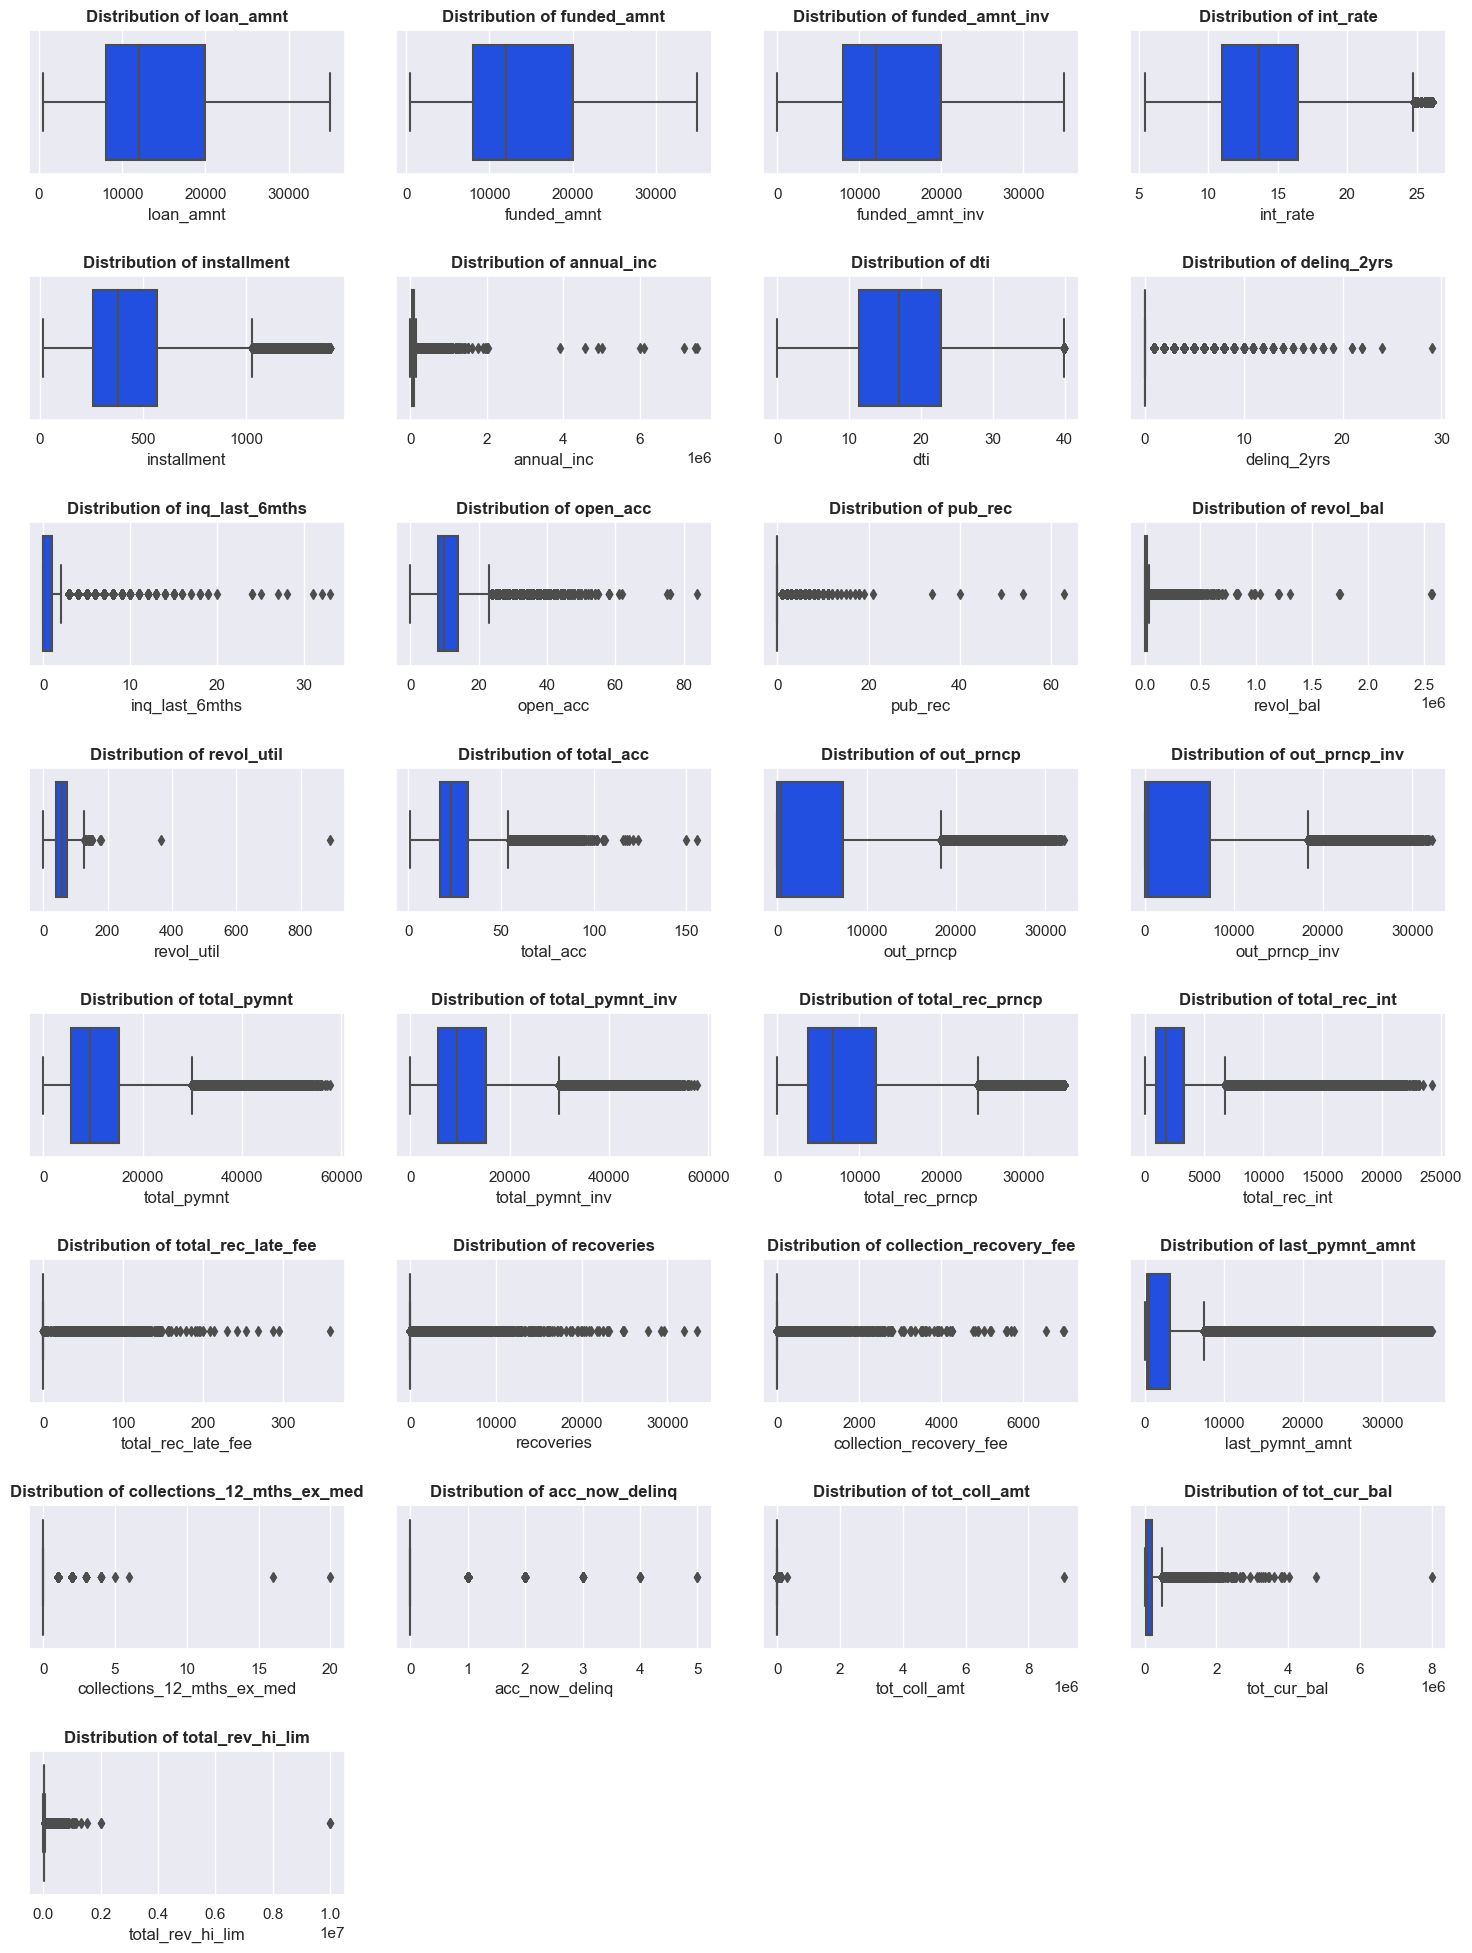 Distribution of loan_amnt
0 10000 20000 30000
loan_amnt
Distribution of funded_amnt
0 10000 20000 30000
funded_amnt
Distribution of funded_amnt_inv
0 10000 20000 30000
funded_amnt_inv
Distribution of int_rate
5 10 15 20 25
int_rate
Distribution of installment
0 500 1000
installment
Distribution of annual_inc
0 2 4 6
1e6
annual_inc
Distribution of dti
0 10 20 30 40
dti
Distribution of delinq_2yrs
0 10 20 30
delinq_2yrs
Distribution of inq_last_6mths
0 10 20 30
inq_last_6mths
Distribution of open_acc
0 20 40 60 80
open_acc
Distribution of pub_rec
0 20 40 60
pub_rec
Distribution of revol_bal
0.0 0.5 1.0 1.5 2.0 2.5
1e6
revol_bal
Distribution of revol_util
0 200 400 600 800
revol_util
Distribution of total_acc
0 50 100 150
total_acc
Distribution of out_prncp
0 10000 20000 30000
out_prncp
Distribution of out_prncp_inv
0 10000 20000 30000
out_prncp_inv
Distribution of total_pymnt
0 20000 40000 60000
total_pymnt
Distribution of total_pymnt_inv
0 20000 40000 60000
total_pymnt_inv
Distribution of total_rec_prncp
0 10000 20000 30000
total_rec_prncp
Distribution of total_rec_int
0 5000 10000 15000 20000 25000
total_rec_int
Distribution of total_rec_late_fee
0 100 200 300
total_rec_late_fee
Distribution of recoveries
0 10000 20000 30000
recoveries
Distribution of collection_recovery_fee
0 2000 4000 6000
collection_recovery_fee
Distribution of last_pymnt_amnt
0 10000 20000 30000
last_pymnt_amnt
Distribution of collections_12_mths_ex_med
0 5 10 15 20
collections_12_mths_ex_med
Distribution of acc_now_delinq
0 1 2 3 4 5
acc_now_delinq
Distribution of tot_coll_amt
0 2 4 6 8
1e6
tot_coll_amt
Distribution of tot_cur_bal
0 2 4 6 8
1e6
tot_cur_bal
Distribution of total_rev_hi_lim
0.0 0.2 0.4 0.6 0.8 1.0
1e7
total_rev_hi_lim